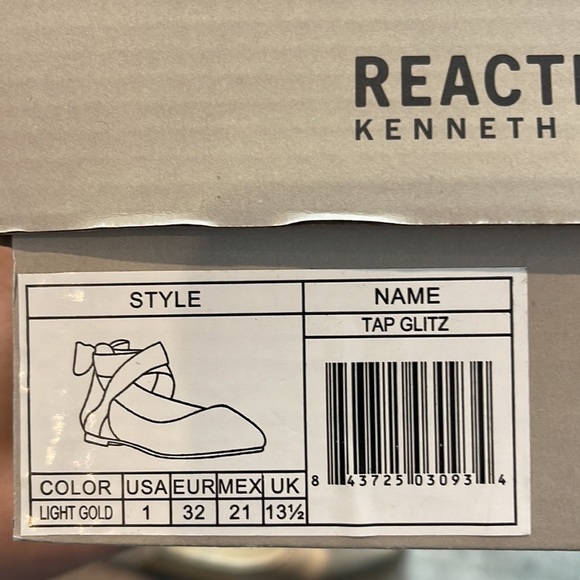 REACTI
KENNETH
STYLE
NAME
TAP GLITZ
COLOR USA EUR MEX UK
LIGHT GOLD 1 32 21 13½
8 43725 03093 4